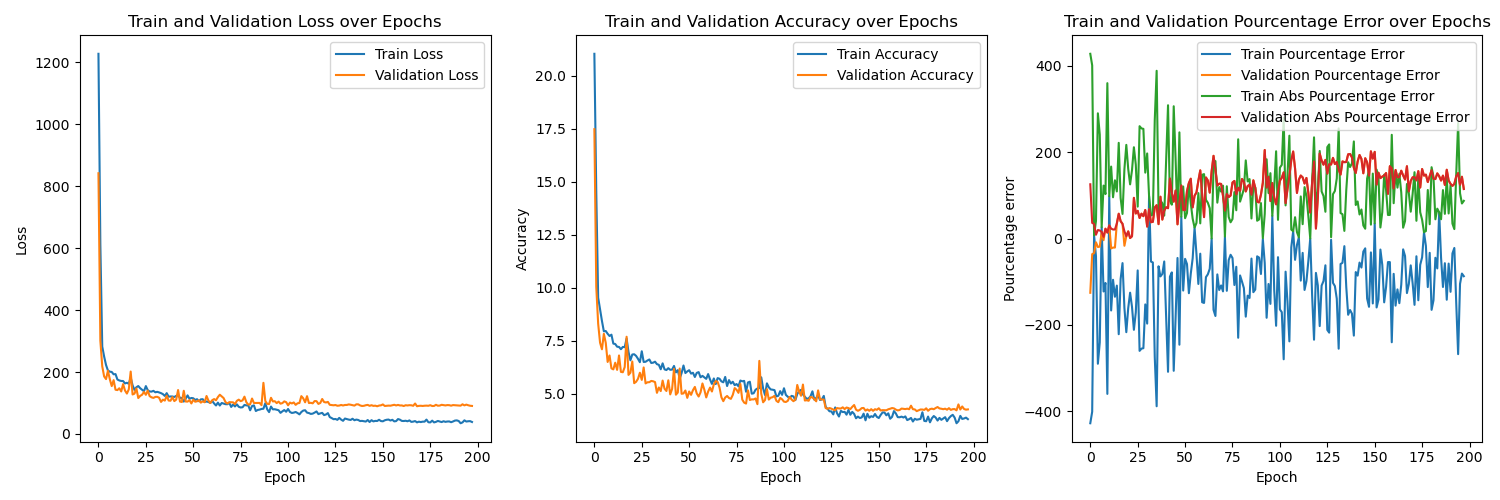 Train and Validation Loss over Epochs
Train Loss
Validation Loss
1200
1000
800
600
400
200
0
Loss
0 25 50 75 100 125 150 175 200
Epoch
Train and Validation Accuracy over Epochs
Train Accuracy
Validation Accuracy
20.0
17.5
15.0
12.5
10.0
7.5
5.0
Accuracy
0 25 50 75 100 125 150 175 200
Epoch
Train and Validation Pourcentage Error over Epochs
Train Pourcentage Error
Validation Pourcentage Error
Train Abs Pourcentage Error
Validation Abs Pourcentage Error
400
200
0
−200
−400
Pourcentage error
0 25 50 75 100 125 150 175 200
Epoch